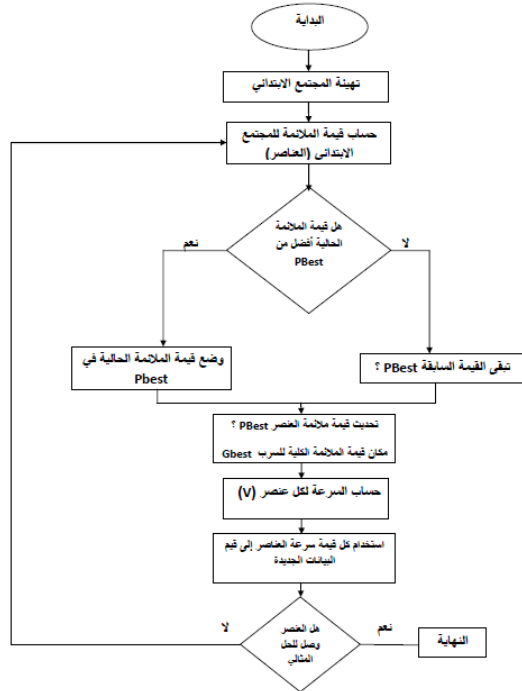 البداية
تهيئة المجتمع الابتدائي
حساب قيمة الملائمة للمجتمع
الابتدائي (العناصر)
هل قيمة الملائمة
الحالية أفضل من
PBest
نعم
لا
وضع قيمة الملائمة الحالية في
Pbest
تبقى القيمة السابقة PBest ؟
تحديث قيمة ملائمة العنصر PBest ؟
مكان قيمة الملائمة الكلية للسرب Gbest
حساب السرعة لكل عنصر (V)
استخدام كل قيمة سرعة العناصر إلى قيم
البيانات الجديدة
هل العنصر
وصل للحل
المثالي
لا
نعم
النهاية